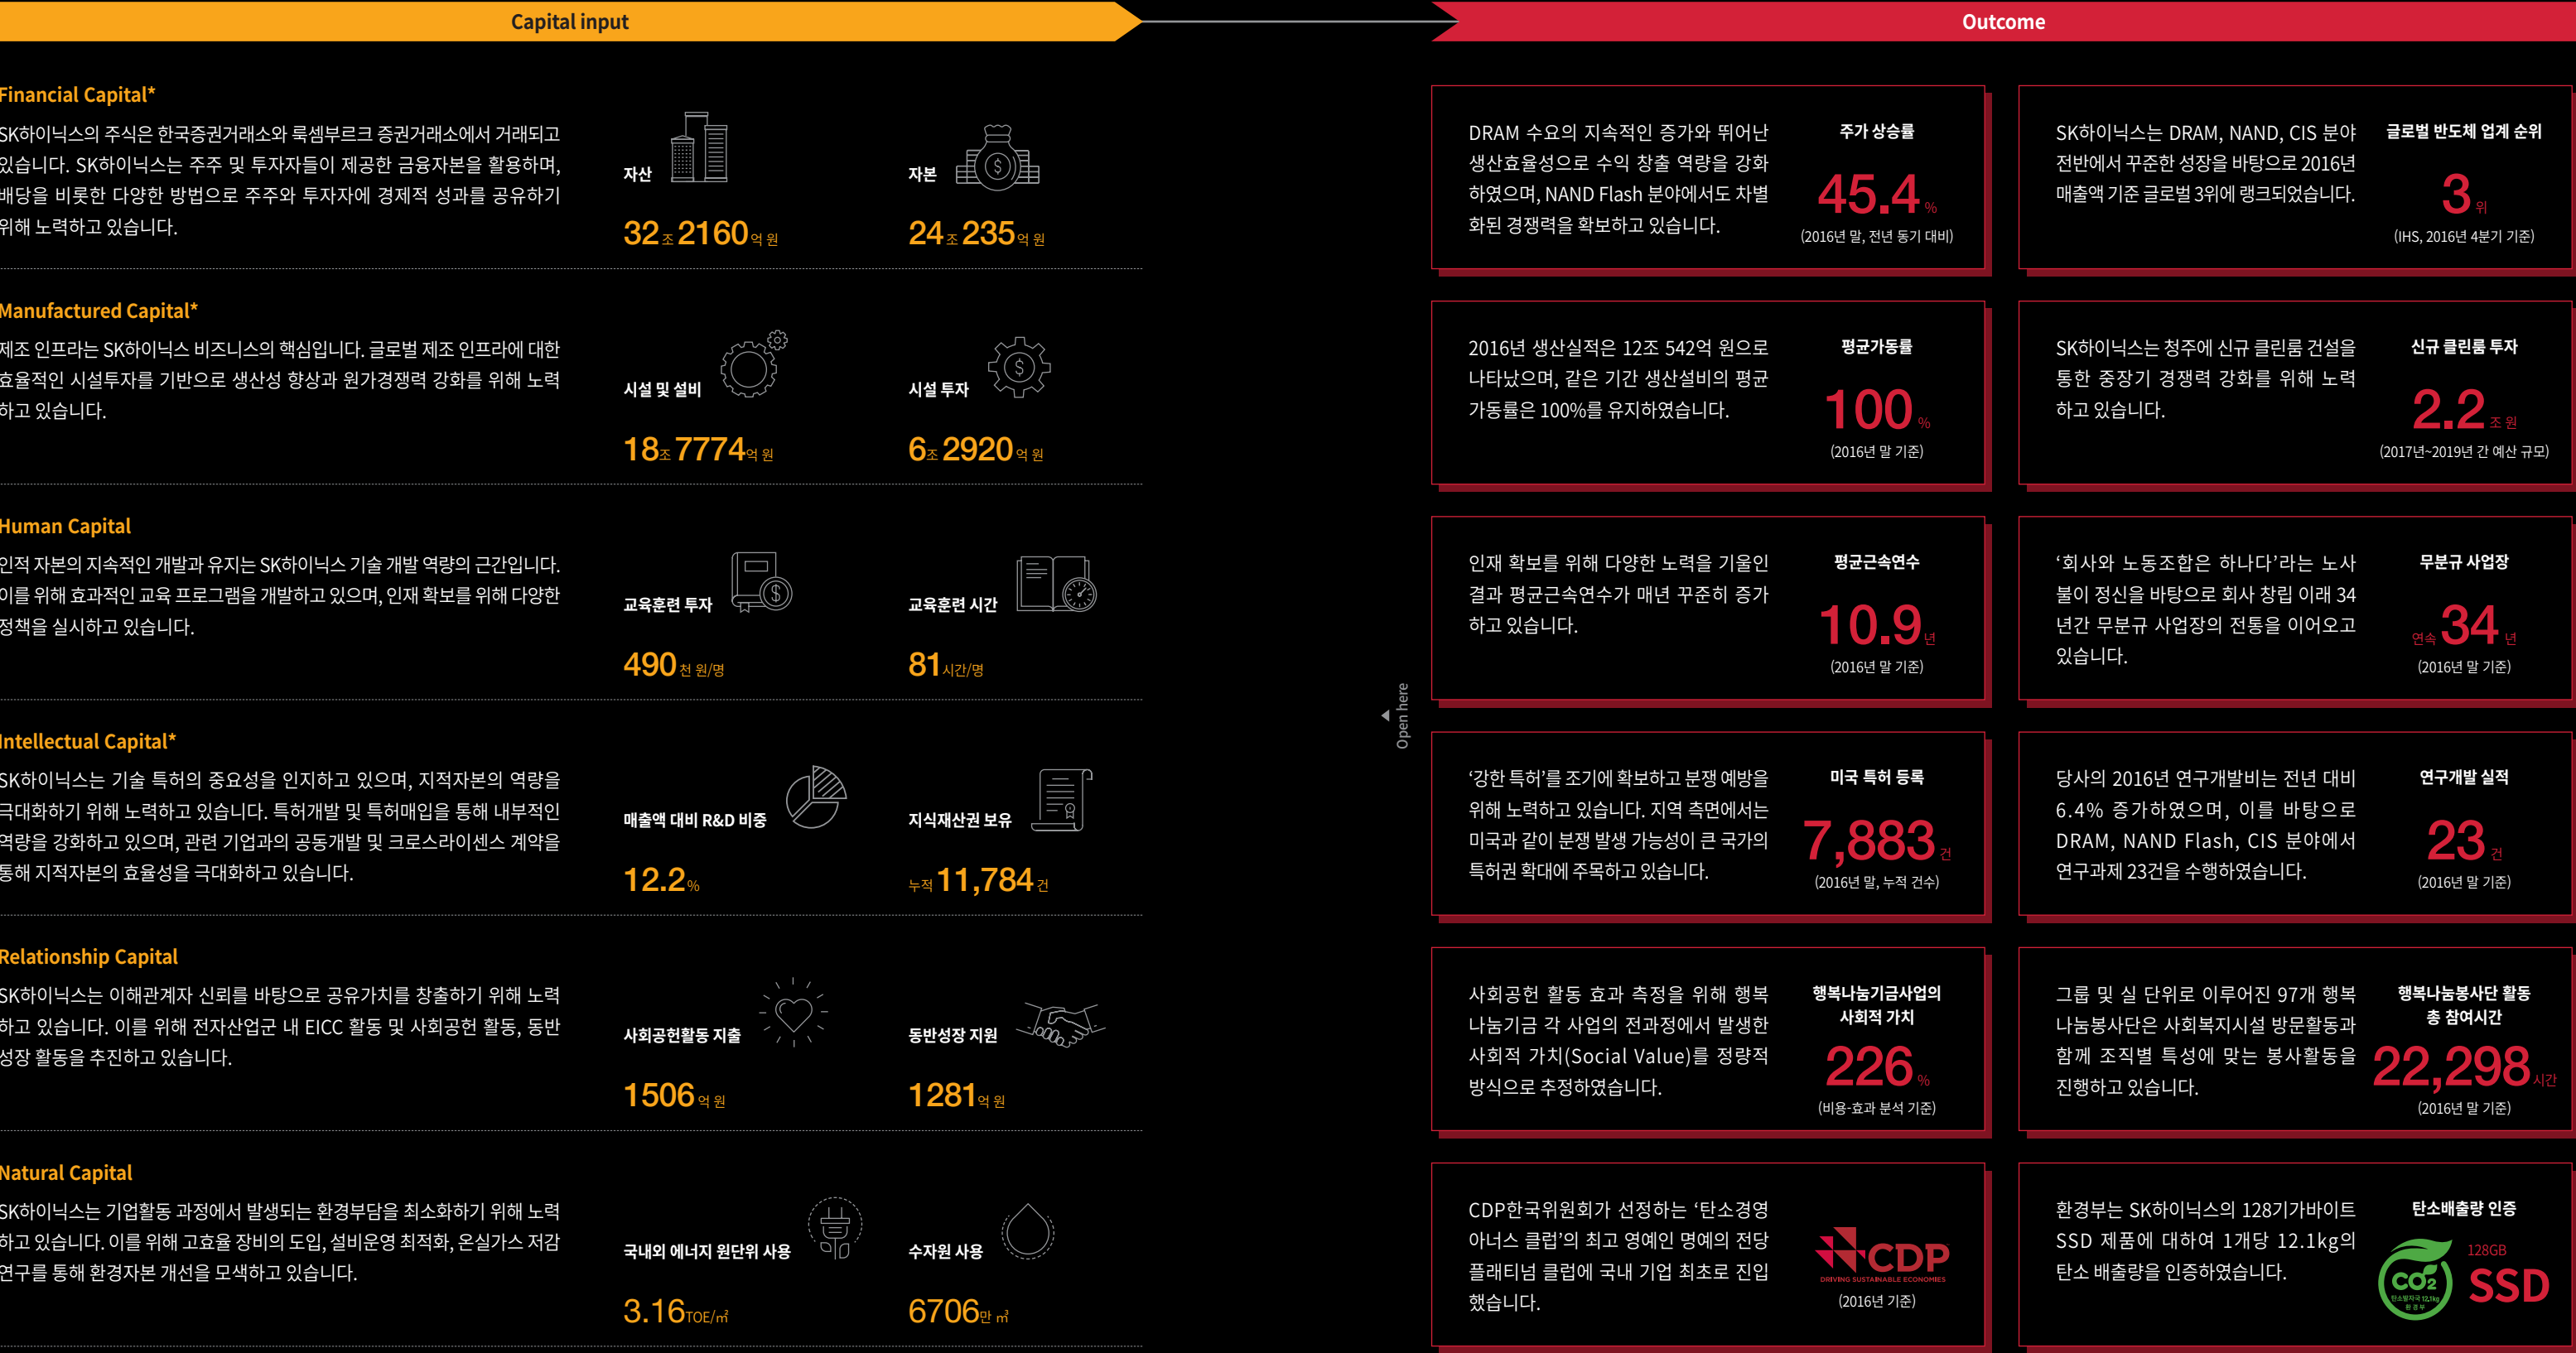 Capital input
Outcome
Financial Capital*
SK하이닉스의 주식은 한국증권거래소와 룩셈부르크 증권거래소에서 거래되고
있습니다. SK하이닉스는 주주 및 투자자들이 제공한 금융자본을 활용하며,
배당을 비롯한 다양한 방법으로 주주와 투자자에 경제적 성과를 공유하기
위해 노력하고 있습니다.
자산
32조 2160억 원
자본
24조 235억 원
DRAM 수요의 지속적인 증가와 뛰어난
생산효율성으로 수익 창출 역량을 강화
하였으며, NAND Flash 분야에서도 차별
화된 경쟁력을 확보하고 있습니다.
주가 상승률
45.4%
(2016년 말, 전년 동기 대비)
SK하이닉스는 DRAM, NAND, CIS 분야
전반에서 꾸준한 성장을 바탕으로 2016년
매출액 기준 글로벌 3위에 랭크되었습니다.
글로벌 반도체 업계 순위
3위
(IHS, 2016년 4분기 기준)
Manufactured Capital*
제조 인프라는 SK하이닉스 비즈니스의 핵심입니다. 글로벌 제조 인프라에 대한
효율적인 시설투자를 기반으로 생산성 향상과 원가경쟁력 강화를 위해 노력
하고 있습니다.
시설 및 설비
18조 7774억 원
시설 투자
6조 2920억 원
2016년 생산실적은 12조 542억 원으로
나타났으며, 같은 기간 생산설비의 평균
가동률은 100%를 유지하였습니다.
평균가동률
100%
(2016년 말 기준)
SK하이닉스는 청주에 신규 클린룸 건설을
통한 중장기 경쟁력 강화를 위해 노력
하고 있습니다.
신규 클린룸 투자
2.2조 원
(2017년~2019년 간 예산 규모)
Human Capital
인적 자본의 지속적인 개발과 유지는 SK하이닉스 기술 개발 역량의 근간입니다.
이를 위해 효과적인 교육 프로그램을 개발하고 있으며, 인재 확보를 위해 다양한
정책을 실시하고 있습니다.
교육훈련 투자
490천 원/명
교육훈련 시간
81시간/명
인재 확보를 위해 다양한 노력을 기울인
결과 평균근속연수가 매년 꾸준히 증가
하고 있습니다.
평균근속연수
10.9년
(2016년 말 기준)
‘회사와 노동조합은 하나다’라는 노사
불이 정신을 바탕으로 회사 창립 이래 34
년간 무분규 사업장의 전통을 이어오고
있습니다.
무분규 사업장
연속 34년
(2016년 말 기준)
Open here
Intellectual Capital*
SK하이닉스는 기술 특허의 중요성을 인지하고 있으며, 지적자본의 역량을
극대화하기 위해 노력하고 있습니다. 특허개발 및 특허매입을 통해 내부적인
역량을 강화하고 있으며, 관련 기업과의 공동개발 및 크로스라이센스 계약을
통해 지적자본의 효율성을 극대화하고 있습니다.
매출액 대비 R&D 비중
12.2%
지식재산권 보유
누적 11,784건
‘강한 특허’를 조기에 확보하고 분쟁 예방을
위해 노력하고 있습니다. 지역 측면에서는
미국과 같이 분쟁 발생 가능성이 큰 국가의
특허권 확대에 주목하고 있습니다.
미국 특허 등록
7,883건
(2016년 말, 누적 건수)
당사의 2016년 연구개발비는 전년 대비
6.4% 증가하였으며, 이를 바탕으로
DRAM, NAND Flash, CIS 분야에서
연구과제 23건을 수행하였습니다.
연구개발 실적
23건
(2016년 말 기준)
Relationship Capital
SK하이닉스는 이해관계자 신뢰를 바탕으로 공유가치를 창출하기 위해 노력
하고 있습니다. 이를 위해 전자산업군 내 EICC 활동 및 사회공헌 활동, 동반
성장 활동을 추진하고 있습니다.
사회공헌활동 지출
1506억 원
동반성장 지원
1281억 원
사회공헌 활동 효과 측정을 위해 행복
나눔기금 각 사업의 전과정에서 발생한
사회적 가치(Social Value)를 정량적
방식으로 추정하였습니다.
행복나눔기금사업의
사회적 가치
226%
(비용-효과 분석 기준)
그룹 및 실 단위로 이루어진 97개 행복
나눔봉사단은 사회복지시설 방문활동과
함께 조직별 특성에 맞는 봉사활동을
진행하고 있습니다.
행복나눔봉사단 활동
총 참여시간
22,298시간
(2016년 말 기준)
Natural Capital
SK하이닉스는 기업활동 과정에서 발생되는 환경부담을 최소화하기 위해 노력
하고 있습니다. 이를 위해 고효율 장비의 도입, 설비운영 최적화, 온실가스 저감
연구를 통해 환경자본 개선을 모색하고 있습니다.
국내외 에너지 원단위 사용
3.16TOE/㎡
수자원 사용
6706만 ㎥
CDP한국위원회가 선정하는 ‘탄소경영
아너스 클럽’의 최고 영예인 명예의 전당
플래티넘 클럽에 국내 기업 최초로 진입
했습니다.
CDP
DRIVING SUSTAINABLE ECONOMIES
(2016년 기준)
환경부는 SK하이닉스의 128기가바이트
SSD 제품에 대하여 1개당 12.1kg의
탄소 배출량을 인증하였습니다.
탄소배출량 인증
CO2
탄소발자국 12.1kg
환경부
128GB
SSD